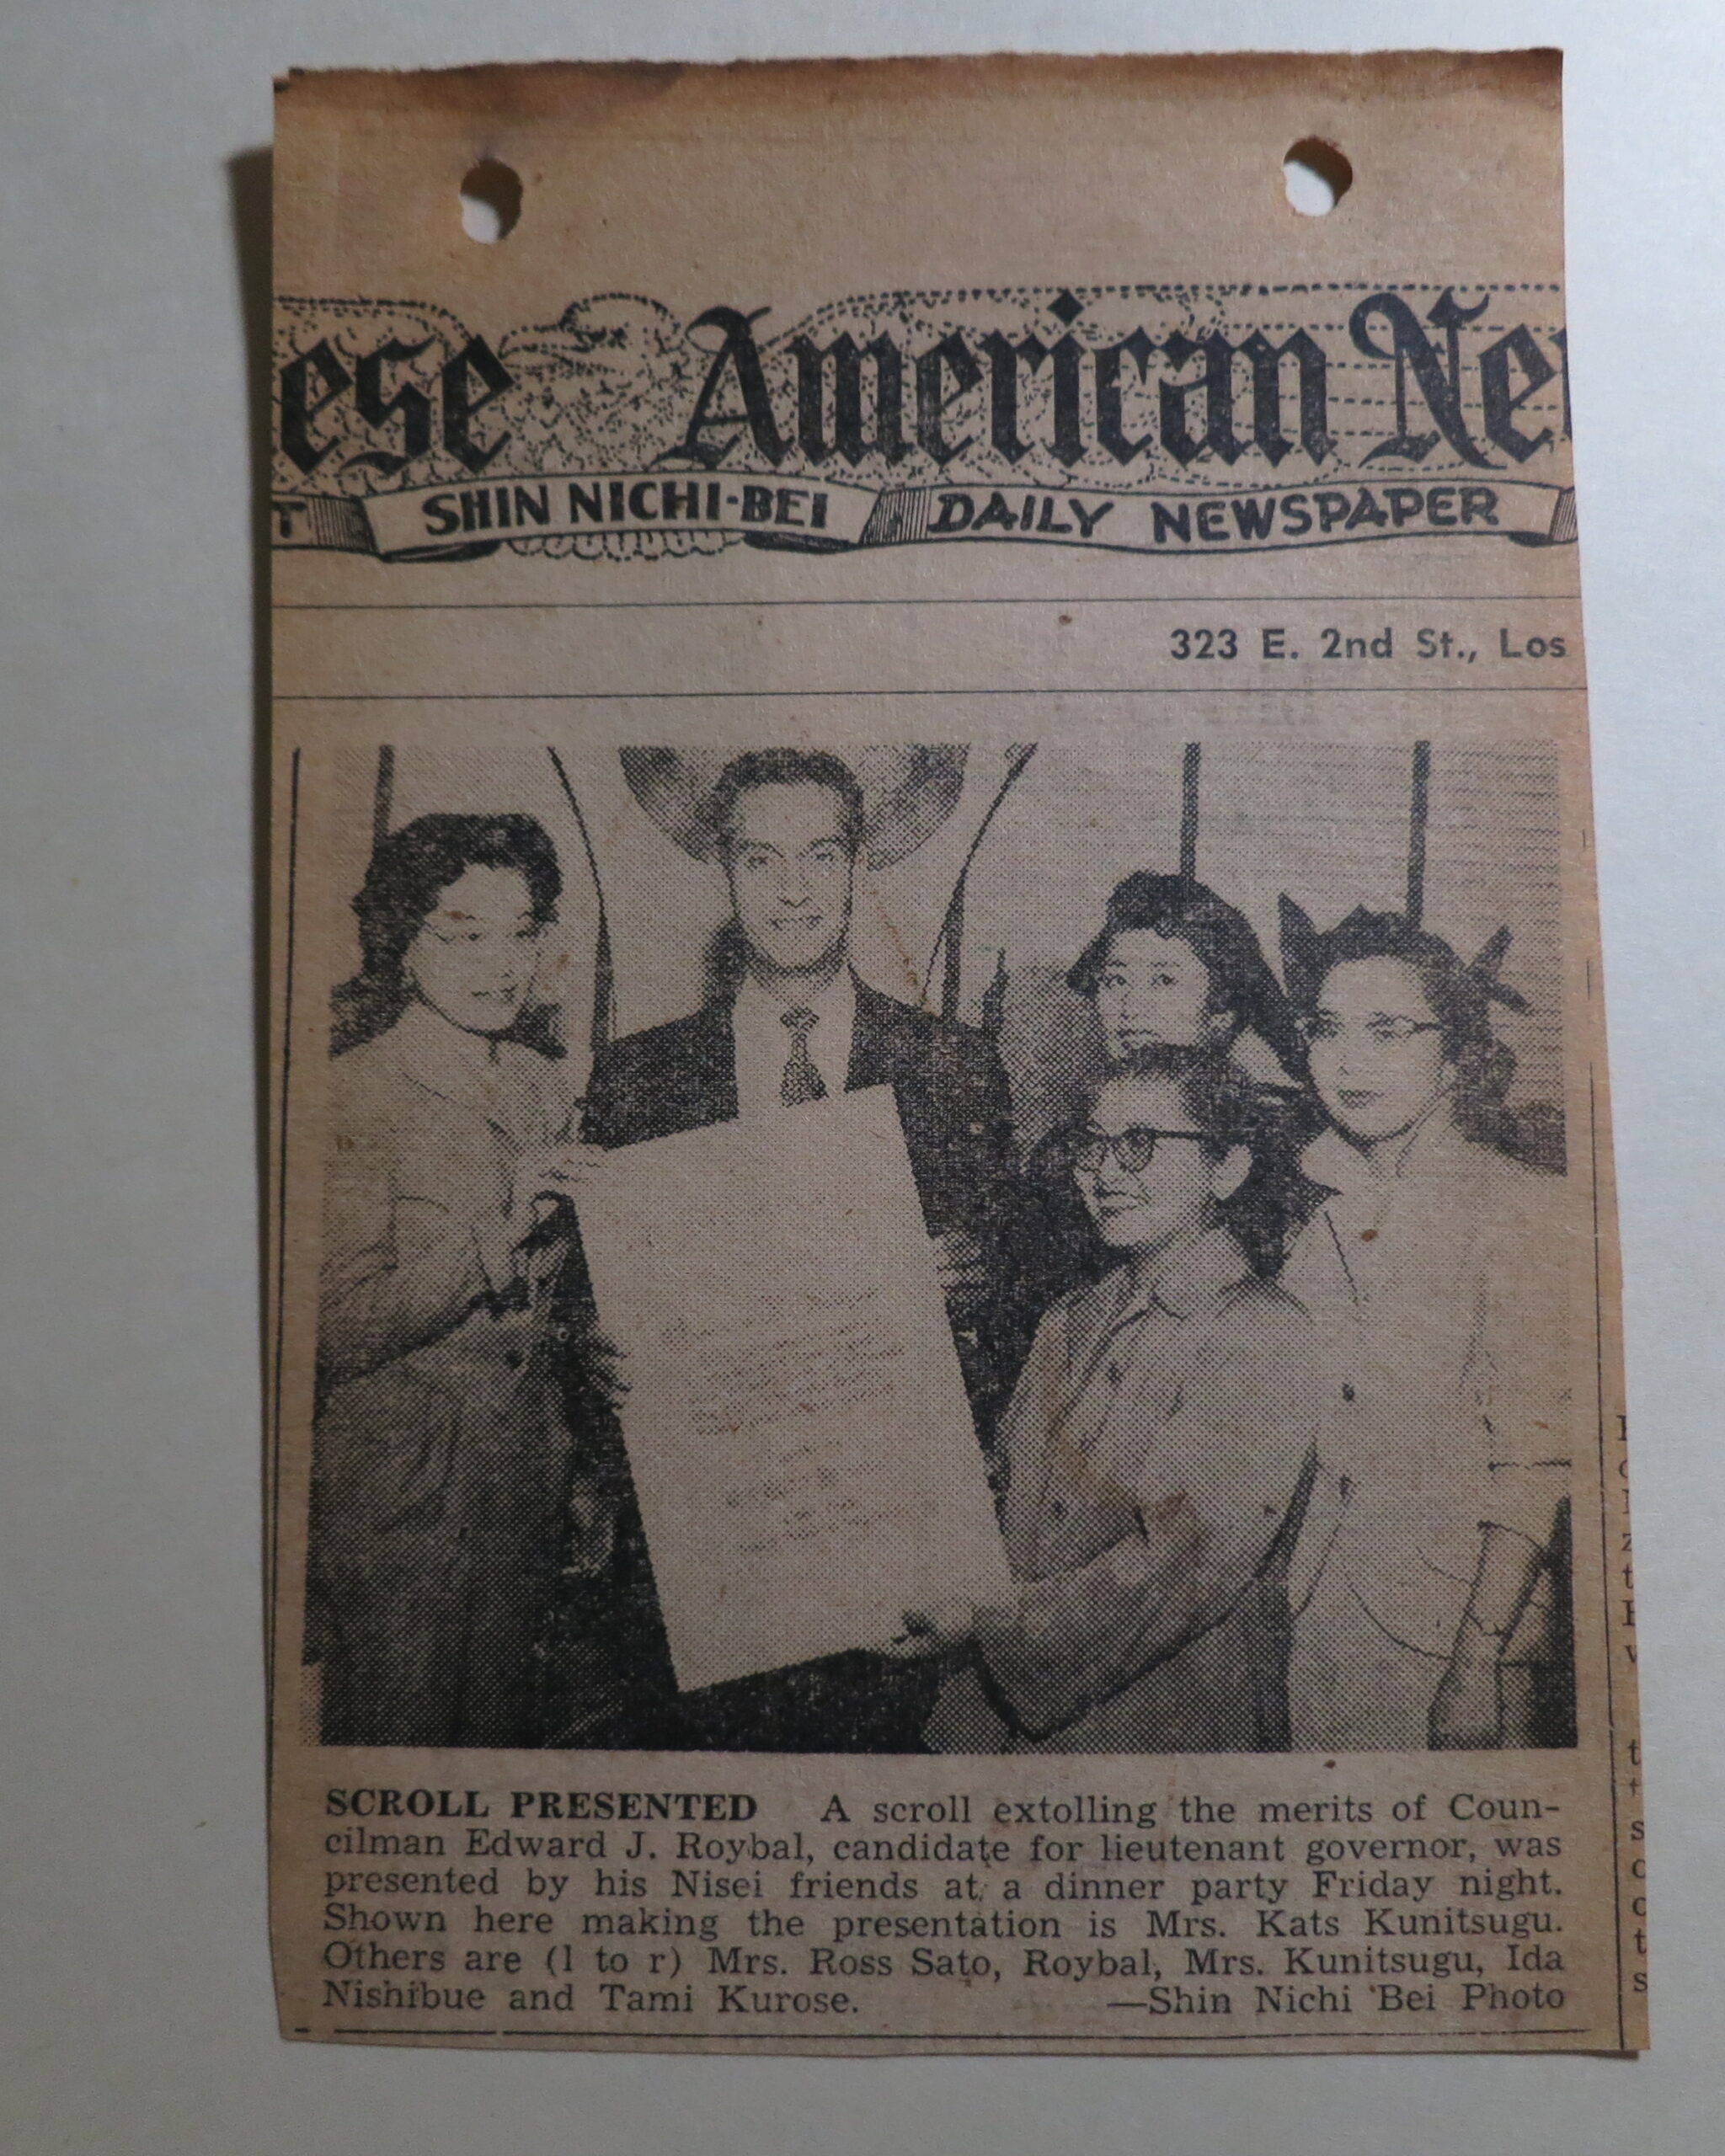 ese American Ne
T SHIN NICHI-BEI DAILY NEWSPAPER
323 E. 2nd St., Los
SCROLL PRESENTED A scroll extolling the merits of Coun-
cilman Edward J. Roybal, candidate for lieutenant governor, was
presented by his Nisei friends at a dinner party Friday night.
Shown here making the presentation is Mrs. Kats Kunitsugu.
Others are (l to r) Mrs. Ross Sato, Roybal, Mrs. Kunitsugu, Ida
Nishibue and Tami Kurose. —Shin Nichi Bei Photo